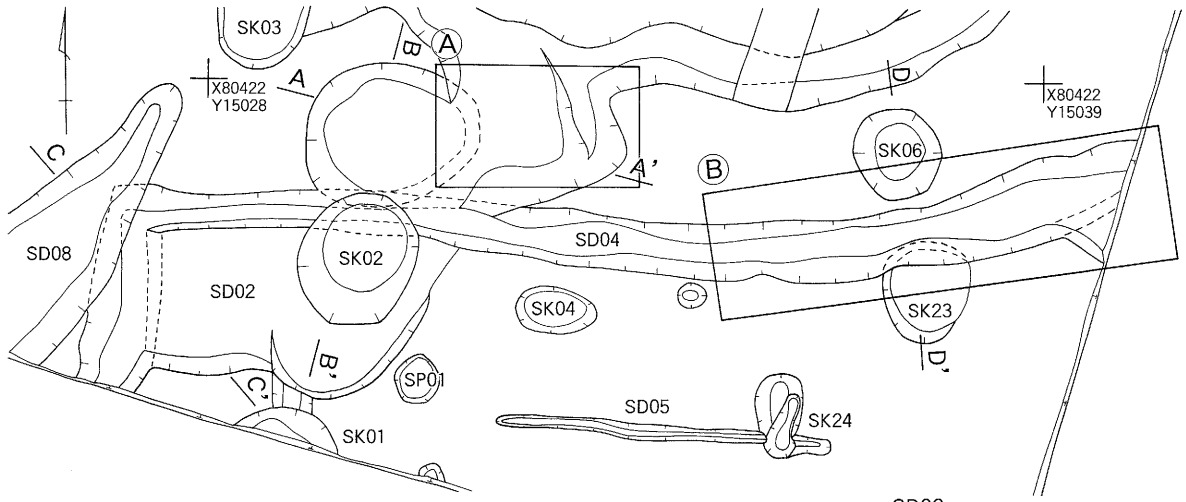 SK03
B
A
A
X80422
Y15028
D
X80422
Y15039
C
SK06
A'
B
SD08
SK02
SD04
SD02
SK04
SK23
B'
D'
C'
SP01
SD05
SK24
SK01